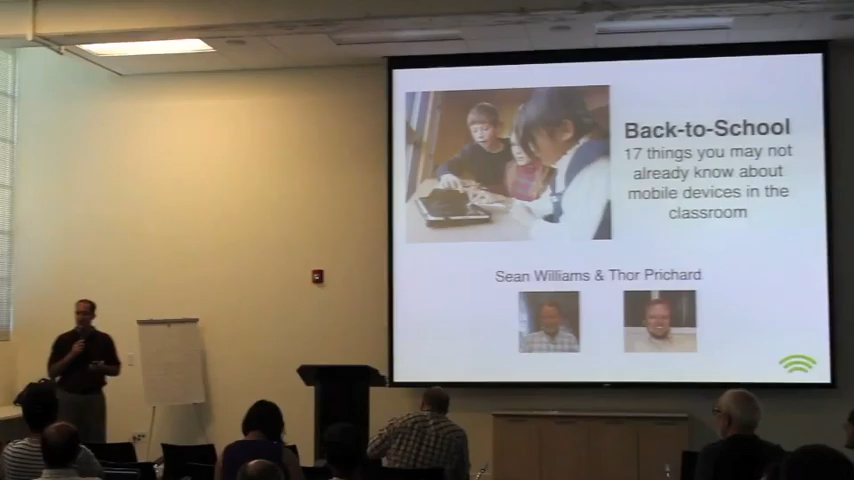 Back-to-School
17 things you may not
already know about
mobile devices in the
classroom
Sean Williams & Thor Prichard